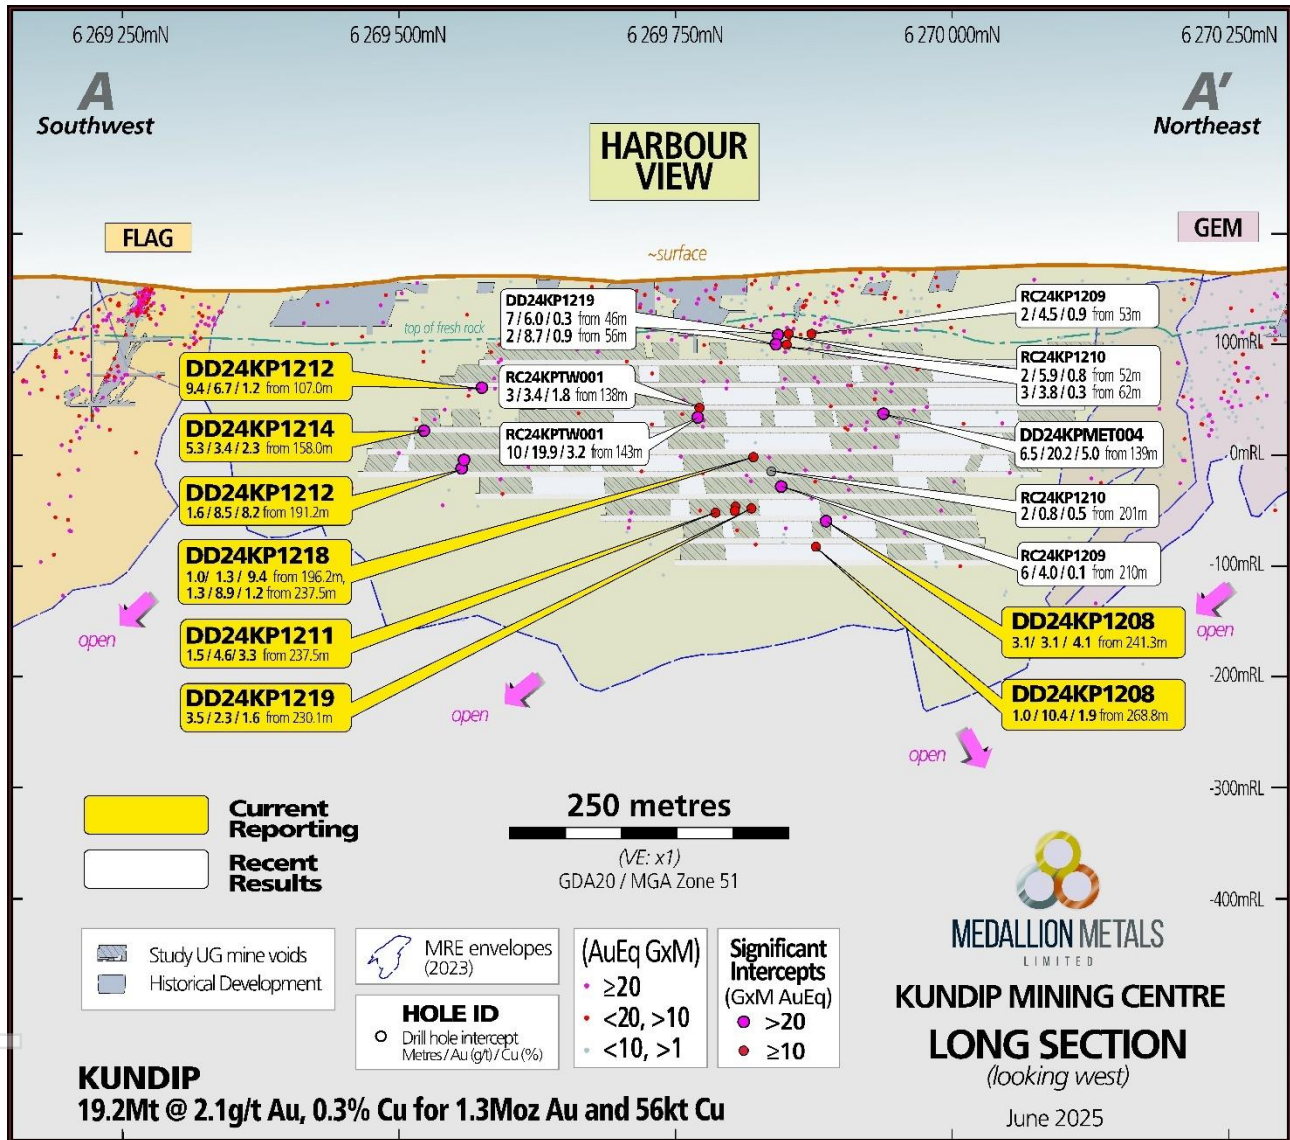 6 269 250mN
6 269 500mN
6 269 750mN
6 270 000mN
6 270 250mN
A
Southwest
A'
Northeast
HARBOUR
VIEW
FLAG
GEM
~surface
top of fresh rock
DD24KP1219
7 / 6.0 / 0.3 from 46m
2 / 8.7 / 0.9 from 56m
RC24KP1209
2 / 4.5 / 0.9 from 53m
100mRL
DD24KP1212
9.4 / 6.7 / 1.2 from 107.0m
RC24KPTW001
3 / 3.4 / 1.8 from 138m
RC24KP1210
2 / 5.9 / 0.8 from 52m
3 / 3.8 / 0.3 from 62m
DD24KP1214
5.3 / 3.4 / 2.3 from 158.0m
RC24KPTW001
10 / 19.9 / 3.2 from 143m
DD24KPMET004
6.5 / 20.2 / 5.0 from 139m
0mRL
DD24KP1212
1.6 / 8.5 / 8.2 from 191.2m
RC24KP1210
2 / 0.8 / 0.5 from 201m
DD24KP1218
1.0/ 1.3 / 9.4 from 196.2m,
1.3 / 8.9 / 1.2 from 237.5m
RC24KP1209
6 / 4.0 / 0.1 from 210m
-100mRL
DD24KP1211
1.5 / 4.6/ 3.3 from 237.5m
DD24KP1208
3.1/ 3.1 / 4.1 from 241.3m
open
open
DD24KP1219
3.5 / 2.3 / 1.6 from 230.1m
DD24KP1208
1.0 / 10.4 / 1.9 from 268.8m
-200mRL
open
open
-300mRL
-400mRL
Current
Reporting
Recent
Results
250 metres
(VE: x1)
GDA20 / MGA Zone 51
MEDALLION METALS
LIMITED
Study UG mine voids
Historical Development
MRE envelopes
(2023)
HOLE ID
Drill hole intercept
Metres / Au (g/t) / Cu (%)
(AuEq GxM)
≥20
<20, >10
<10, >1
Significant
Intercepts
(GxM AuEq)
>20
≥10
KUNDIP MINING CENTRE
LONG SECTION
(looking west)
June 2025
KUNDIP
19.2Mt @ 2.1g/t Au, 0.3% Cu for 1.3Moz Au and 56kt Cu